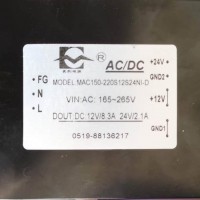 AC/DC
MODEL:MAC150-220S12S24NI-D
VIN:AC: 165~265V
DOUT:DC:12V/8.3A 24V/2.1A
0519-88136217
FG
N
L
+24V
GND2
+12V
GND1